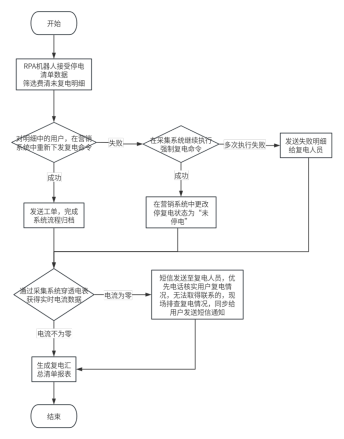 开始
RPA机器人接受停电
清单数据
筛选费清未复电明细
对明细中的用户，在营销
系统中重新下发复电命令
失败
在采集系统继续执行
强制复电命令
多次执行失败
发送失败明细
给复电人员
成功
成功
发送工单，完成
系统流程归档
在营销系统中更改
停复电状态为“未
停电”
通过采集系统穿透电表
获得实时电流数据
电流为零
短信发送至复电人员，优
先电话核实用户复电情
况，无法取得联系的，现
场排查复电情况，同步给
用户发送短信通知
电流不为零
生成复电汇
总清单报表
结束